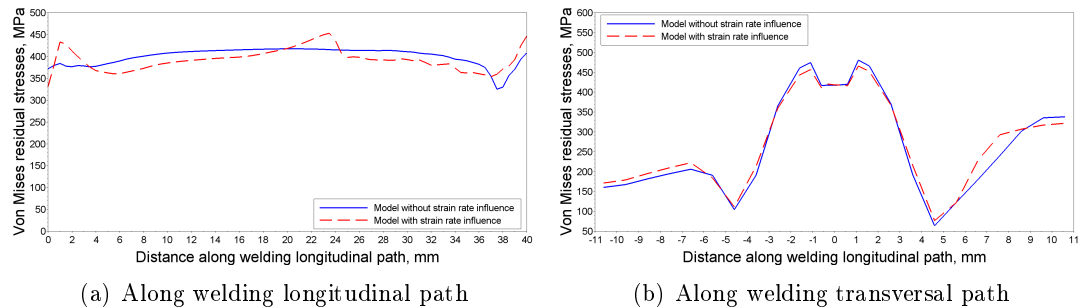 Von Mises residual stresses, MPa
500
450
400
350
300
250
200
150
100
50
0
0 2 4 6 8 10 12 14 16 18 20 22 24 26 28 30 32 34 36 38 40
Model without strain rate influence
Model with strain rate influence
Distance along welding longitudinal path, mm
(a) Along welding longitudinal path
Von Mises residual stresses, MPa
600
550
500
450
400
350
300
250
200
150
100
50
-11 -10 -9 -8 -7 -6 -5 -4 -3 -2 -1 0 1 2 3 4 5 6 7 8 9 10 11
Model without strain rate influence
Model with strain rate influence
Distance along welding longitudinal path, mm
(b) Along welding transversal path